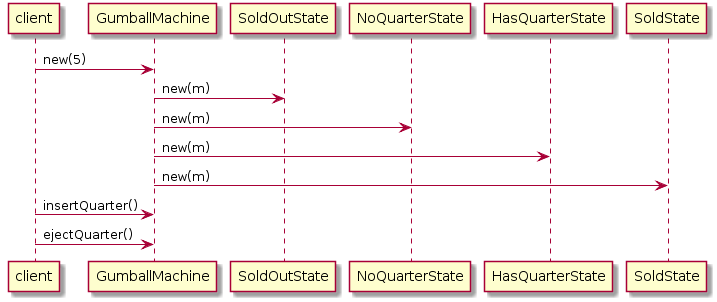 client GumballMachine SoldOutState NoQuarterState HasQuarterState SoldState
new(5)
new(m)
new(m)
new(m)
new(m)
insertQuarter()
ejectQuarter()
client GumballMachine SoldOutState NoQuarterState HasQuarterState SoldState